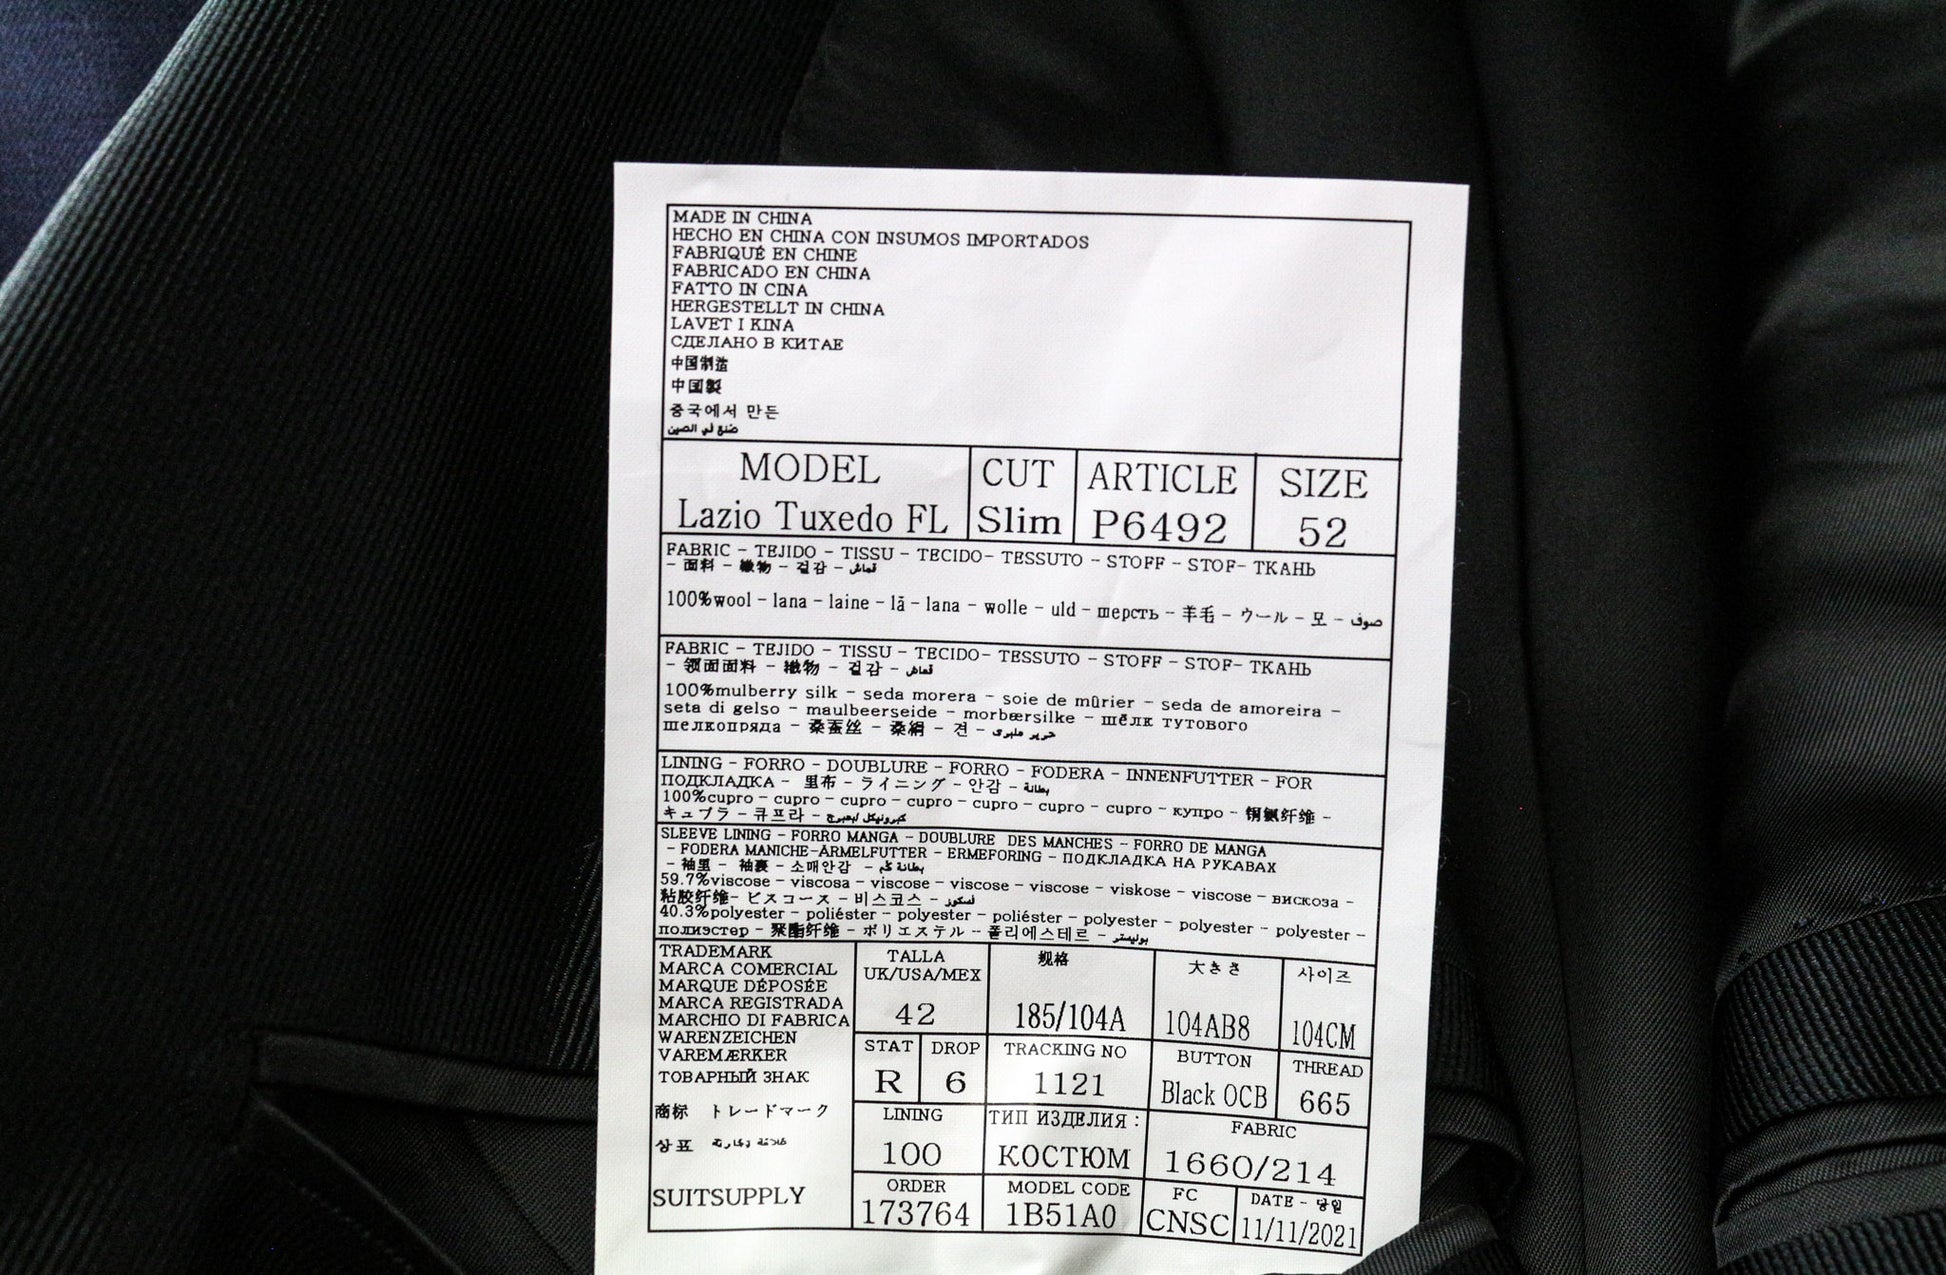 MADE IN CHINA
HECHO EN CHINA CON INSUMOS IMPORTADOS
FABRIQUÉ EN CHINE
FABRICADO EN CHINA
FATTO IN CINA
HERGESTELLT IN CHINA
LAVET I KINA
СДЕЛАНО В КИТАЕ
中国制造
中国製
중국에서 만든
صنع في الصين
MODEL CUT ARTICLE SIZE
Lazio Tuxedo FL Slim P6492 52
FABRIC - TEJIDO - TISSU - TECIDO- TESSUTO - STOFF - STOF- ТКАНЬ
- 面料 - 織物 - 겉감 - قماش
100%wool - lana - laine - lã - lana - wolle - uld - шерсть - 羊毛 - ウール - 모 - صوف
FABRIC - TEJIDO - TISSU - TECIDO- TESSUTO - STOFF - STOF- ТКАНЬ
- 领面面料 - 織物 - 겉감 - قماش
100%mulberry silk - seda morera - soie de mûrier - seda de amoreira -
seta di gelso - maulbeerseide - morbærsilke - шёлк тутового
шелкопряда - 桑蚕丝 - 桑絹 - 견 - حرير ملبرى
LINING - FORRO - DOUBLURE - FORRO - FODERA - INNENFUTTER - FOR
ПОДКЛАДКА - 里布 - ライニング - 안감 - بطانة
100%cupro - cupro - cupro - cupro - cupro - cupro - cupro - купро - 铜氨纤维 -
キュプラ - 큐프라 -
SLEEVE LINING - FORRO MANGA - DOUBLURE DES MANCHES - FORRO DE MANGA
- FODERA MANICHE-ÄRMELFUTTER - ERMEFORING - ПОДКЛАДКА НА РУКАВАХ
- 袖里 - 袖裏 - 소매안감 - بطانة كم
59.7%viscose - viscosa - viscose - viscose - viscose - viskose - viscose - вискоза -
粘胶纤维- ビスコース - 비스코스 - فسكوز
40.3%polyester - poliéster - polyester - poliéster - polyester - polyester - polyester -
полиэстер - 聚酯纤维 - ポリエステル - 폴리에스테르 - بوليستر
TRADEMARK
MARCA COMERCIAL
MARQUE DÉPOSÉE
MARCA REGISTRADA
MARCHIO DI FABRICA
WARENZEICHEN
VAREMÆRKER
ТОВАРНЫЙ ЗНАК
商标 トレードマーク
상표 علامة تجارية
SUITSUPPLY
TALLA 规格 大きさ 사이즈
UK/USA/MEX
42 185/104A 104AB8 104CM
STAT DROP TRACKING NO BUTTON THREAD
R 6 1121 Black OCB 665
LINING ТИП ИЗДЕЛИЯ : FABRIC
100 КОСТЮМ 1660/214
ORDER MODEL CODE FC DATE - 당일
173764 1B51A0 CNSC 11/11/2021